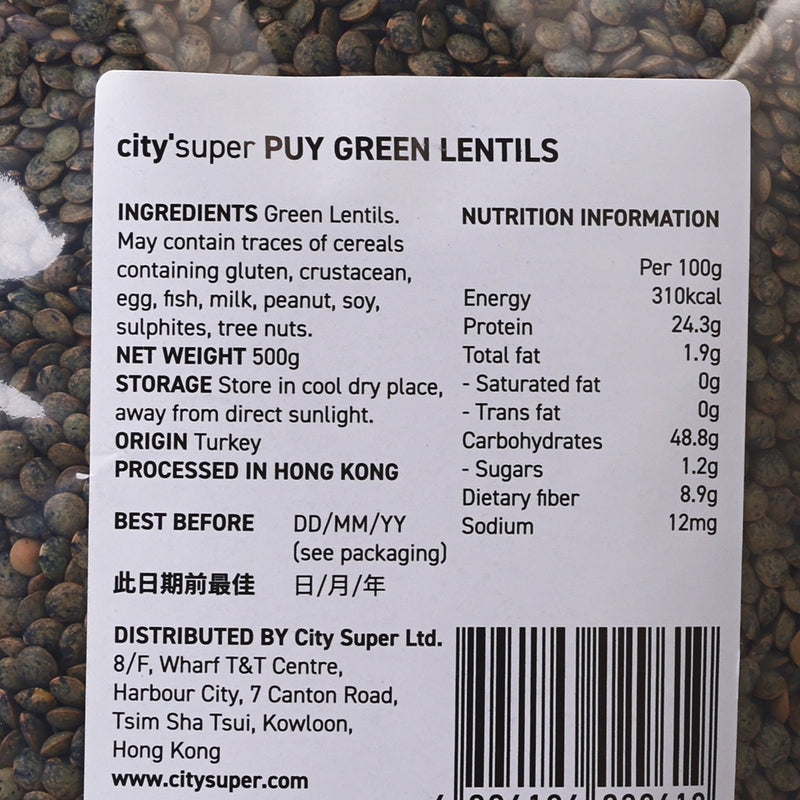 city'super PUY GREEN LENTILS
INGREDIENTS Green Lentils.
May contain traces of cereals
containing gluten, crustacean,
egg, fish, milk, peanut, soy,
sulphites, tree nuts.
NET WEIGHT 500g
STORAGE Store in cool dry place,
away from direct sunlight.
ORIGIN Turkey
PROCESSED IN HONG KONG
BEST BEFORE DD/MM/YY
(see packaging)
此日期前最佳 日/月/年
DISTRIBUTED BY City Super Ltd.
8/F, Wharf T&T Centre,
Harbour City, 7 Canton Road,
Tsim Sha Tsui, Kowloon,
Hong Kong
www.citysuper.com
NUTRITION INFORMATION
Per 100g
Energy 310kcal
Protein 24.3g
Total fat 1.9g
- Saturated fat 0g
- Trans fat 0g
Carbohydrates 48.8g
- Sugars 1.2g
Dietary fiber 8.9g
Sodium 12mg